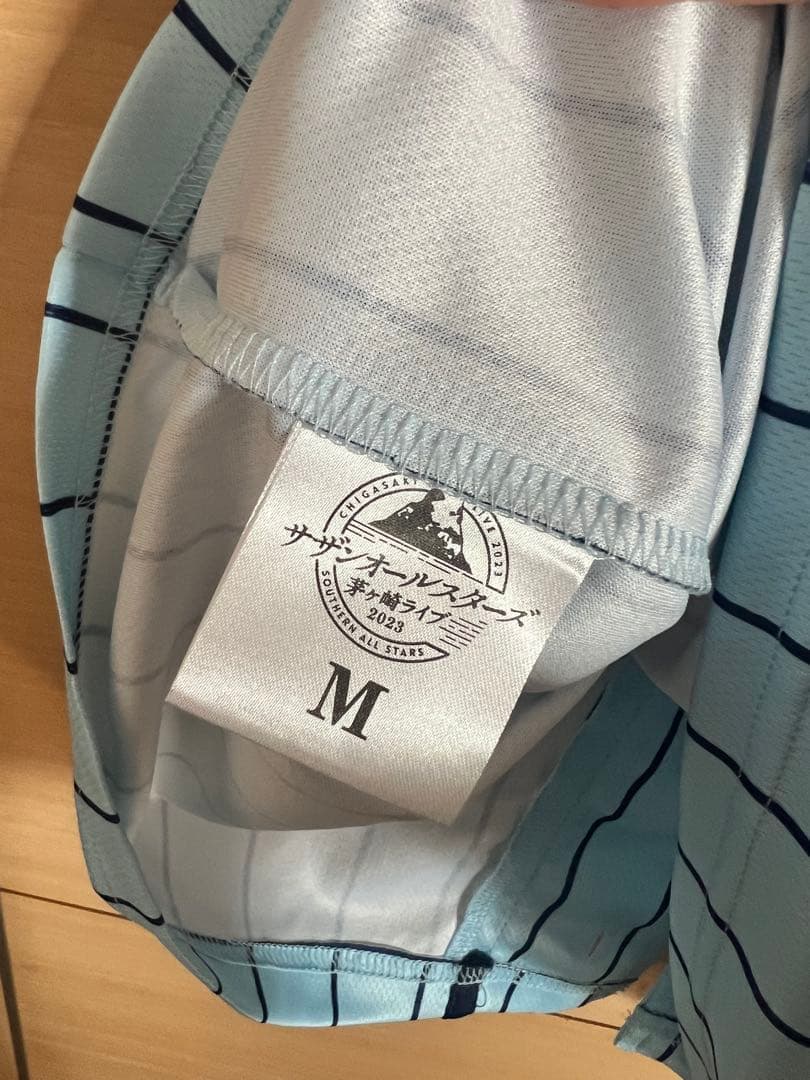 CHIGASAKI LIVE 2023
サザンオールスターズ
茅ヶ崎ライブ
2023
SOUTHERN ALL STARS
M